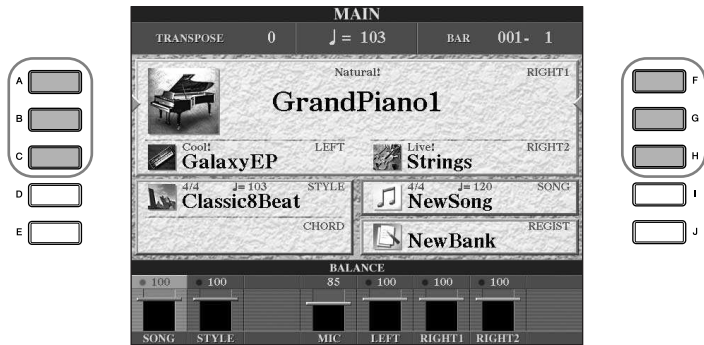 MAIN
TRANSPOSE 0 ♩= 103 BAR 001- 1
Natural! RIGHT1
GrandPiano1
Cool! LEFT Live! RIGHT2
GalaxyEP Strings
4/4 ♩= 103 STYLE 4/4 ♩= 120 SONG
Classic8Beat NewSong
CHORD REGIST
NewBank
BALANCE
100 100 85 100 100 100
SONG STYLE MIC LEFT RIGHT1 RIGHT2
A F
B G
C H
D I
E J